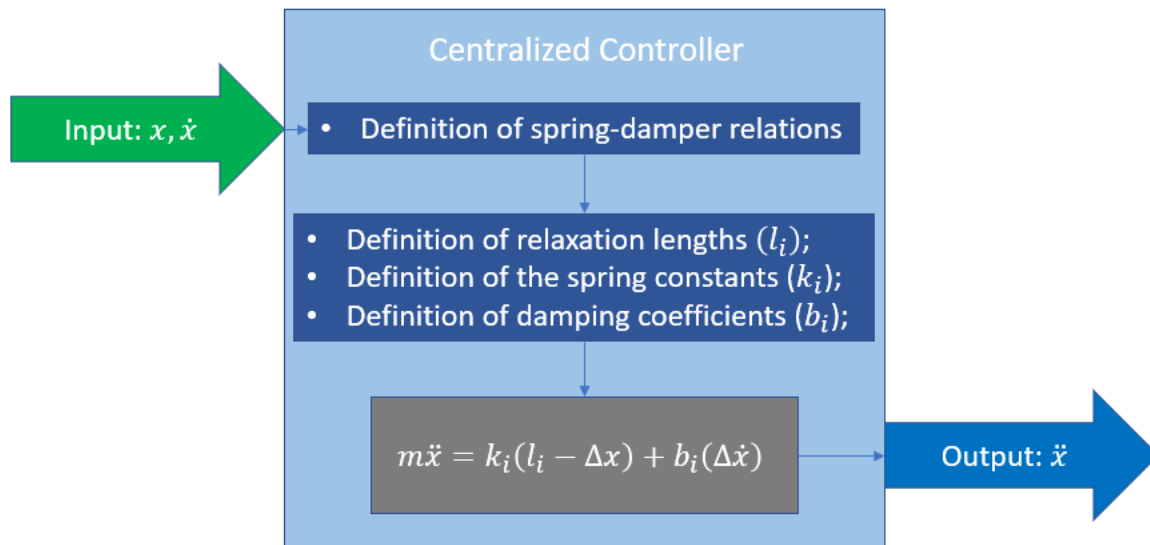 Centralized Controller
Input: x, ẋ
• Definition of spring-damper relations
• Definition of relaxation lengths (lᵢ);
• Definition of the spring constants (kᵢ);
• Definition of damping coefficients (bᵢ);
mẍ = kᵢ(lᵢ − Δx) + bᵢ(Δẋ)
Output: ẍ